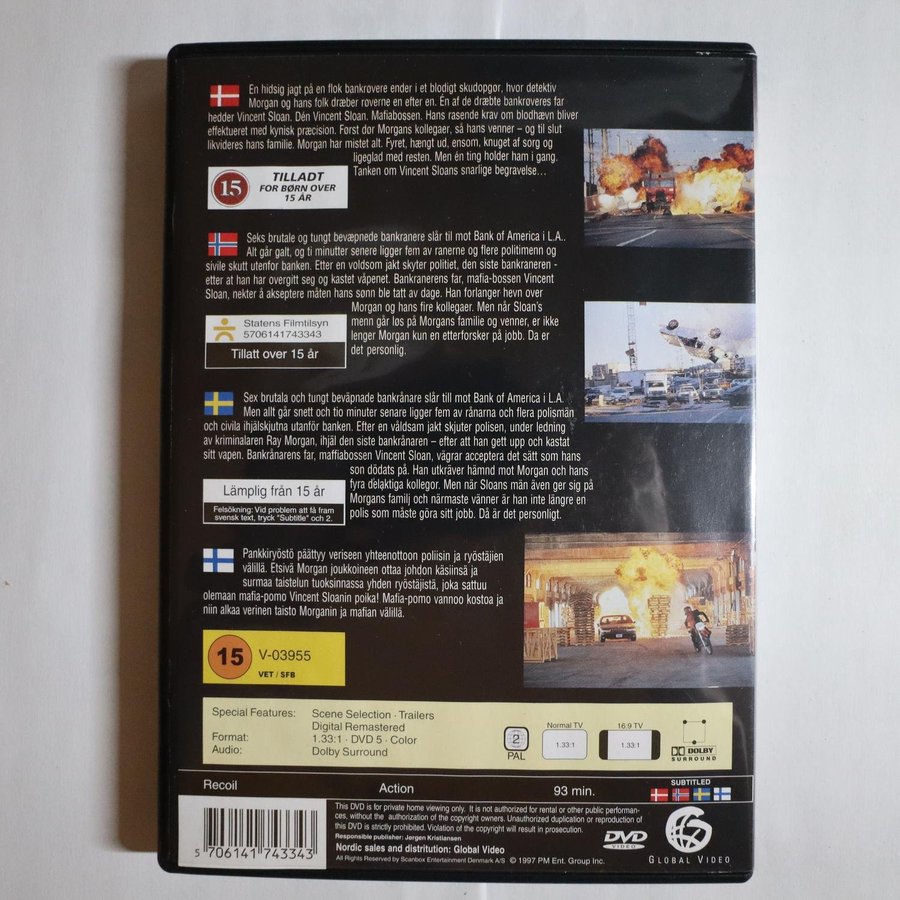 En hidsig jagt på en flok bankrøvere ender i et blodigt skudopgør, hvor detektiv
Morgan og hans folk dræber røverne en efter en. Én af de dræbte bankrøveres far
hedder Vincent Sloan. Dén Vincent Sloan. Mafiabossen. Hans rasende krav om blodhævn bliver
effektueret med kynisk præcision. Først dør Morgans kollegaer, så hans venner – og til slut
likvideres hans familie. Morgan har mistet alt. Fyret, hængt ud, ensom, knuget af sorg og
ligeglad med resten. Men én ting holder ham i gang.
Tanken om Vincent Sloans snarlige begravelse...
15
TILLADT
FOR BØRN OVER
15 ÅR
Seks brutale og tungt bevæpnede bankranere slår til mot Bank of America i L.A..
Alt går galt, og ti minutter senere ligger fem av ranerne og flere politimenn og
sivile skutt utenfor banken. Etter en voldsom jakt skyter politiet, den siste bankraneren -
etter at han har overgitt seg og kastet våpenet. Bankranerens far, mafia-bossen Vincent
Sloan, nekter å akseptere måten hans sønn ble tatt av dage. Han forlanger hevn over
Morgan og hans fire kollegaer. Men når Sloan's
menn går los på Morgans familie og venner, er ikke
lenger Morgan kun en etterforsker på jobb. Da er
det personlig.
Statens Filmtilsyn
5706141743343
Tillatt over 15 år
Sex brutala och tungt beväpnade bankrånare slår till mot Bank of America i L.A.
Men allt går snett och tio minuter senare ligger fem av rånarna och flera polismän
och civila ihjälskjutna utanför banken. Efter en våldsam jakt skjuter polisen, under ledning
av kriminalaren Ray Morgan, ihjäl den siste bankrånaren – efter att han gett upp och kastat
sitt vapen. Bankrånarens far, maffiabossen Vincent Sloan, vägrar acceptera det sätt som hans
son dödats på. Han utkräver hämnd mot Morgan och hans
fyra delaktiga kollegor. Men när Sloans män även ger sig på
Morgans familj och närmaste vänner är han inte längre en
polis som måste göra sitt jobb. Då är det personligt.
Lämplig från 15 år
Felsökning: Vid problem att få fram
svensk text, tryck "Subtitle" och 2.
Pankkiryöstö päättyy veriseen yhteenottoon poliisin ja ryöstäjien
välillä. Etsivä Morgan joukkoineen ottaa johdon käsiinsä ja
surmaa taistelun tuoksinassa yhden ryöstäjistä, joka sattuu
olemaan mafia-pomo Vincent Sloanin poika! Mafia-pomo vannoo kostoa ja
niin alkaa verinen taisto Morganin ja mafian välillä.
15
V-03955
VET / SFB
Special Features: Scene Selection · Trailers
Digital Remastered
Format: 1.33:1 · DVD 5 · Color
Audio: Dolby Surround
2
PAL
Normal TV
1.33:1
16:9 TV
1.33:1
DOLBY
SURROUND
Recoil Action 93 min. SUBTITLED
5 706141 743343
This DVD is for private home viewing only. It is not authorized for rental or other public performan-
ces, without the authorization of the copyright owners. Unauthorized duplication or reproduction of
this DVD is strictly prohibited. Violation of the copyright will result in prosecution.
Responsible publisher: Jørgen Kristiansen
Nordic sales and distribution: Global Video
All Rights Reserved by Scanbox Entertainment Denmark A/S © 1997 PM Ent. Group Inc.
DVD
VIDEO
GLOBAL VIDEO